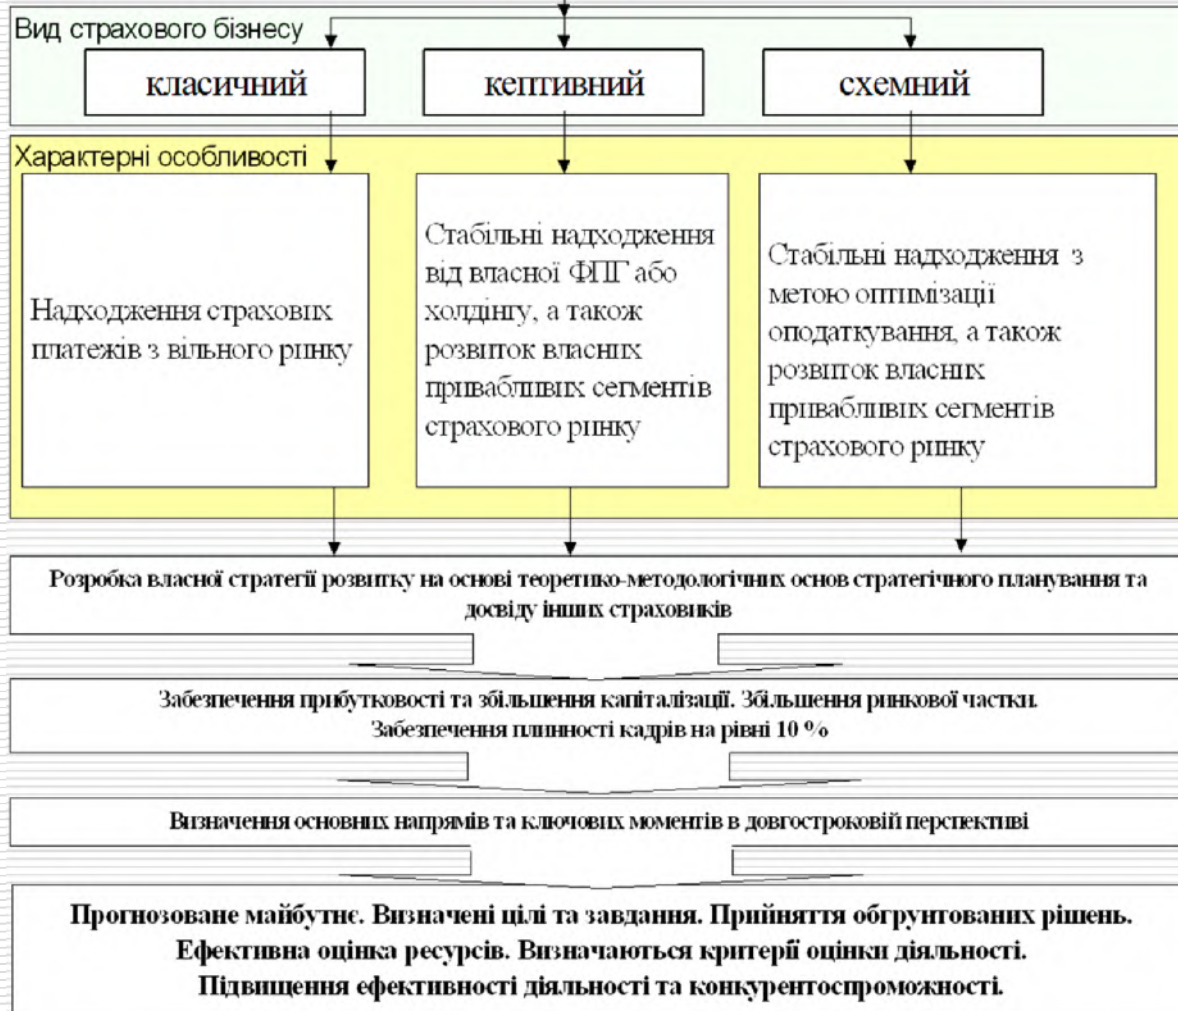 Вид страхового бізнесу
класичний
кептивний
схемний
Характерні особливості
Надходження страхових
платежів з вільного ринку
Стабільні надходження
від власної ФПГ або
холдінгу, а також
розвиток власних
привабливих сегментів
страхового ринку
Стабільні надходження з
метою оптимізації
оподаткування, а також
розвиток власних
привабливих сегментів
страхового ринку
Розробка власної стратегії розвитку на основі теоретико-методологічних основ стратегічного планування та
досвіду інших страховиків
Забезпечення прибутковості та збільшення капіталізації. Збільшення ринкової частки.
Забезпечення плинності кадрів на рівні 10 %
Визначення основних напрямів та ключових моментів в довгостроковій перспективі
Прогнозоване майбутнє. Визначені цілі та завдання. Прийняття обгрунтованих рішень.
Ефективна оцінка ресурсів. Визначаються критерії оцінки діяльності.
Підвищення ефективності діяльності та конкурентоспроможності.